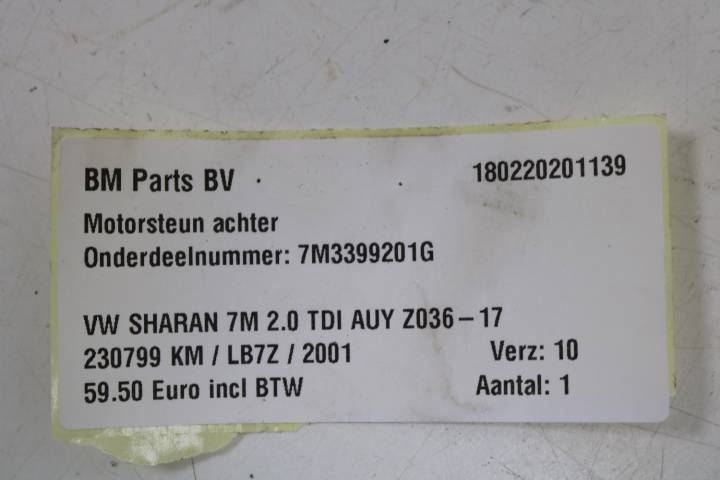 BM Parts BV 180220201139
Motorsteun achter
Onderdeelnummer: 7M3399201G
VW SHARAN 7M 2.0 TDI AUY Z036-17
230799 KM / LB7Z / 2001 Verz: 10
59.50 Euro incl BTW Aantal: 1